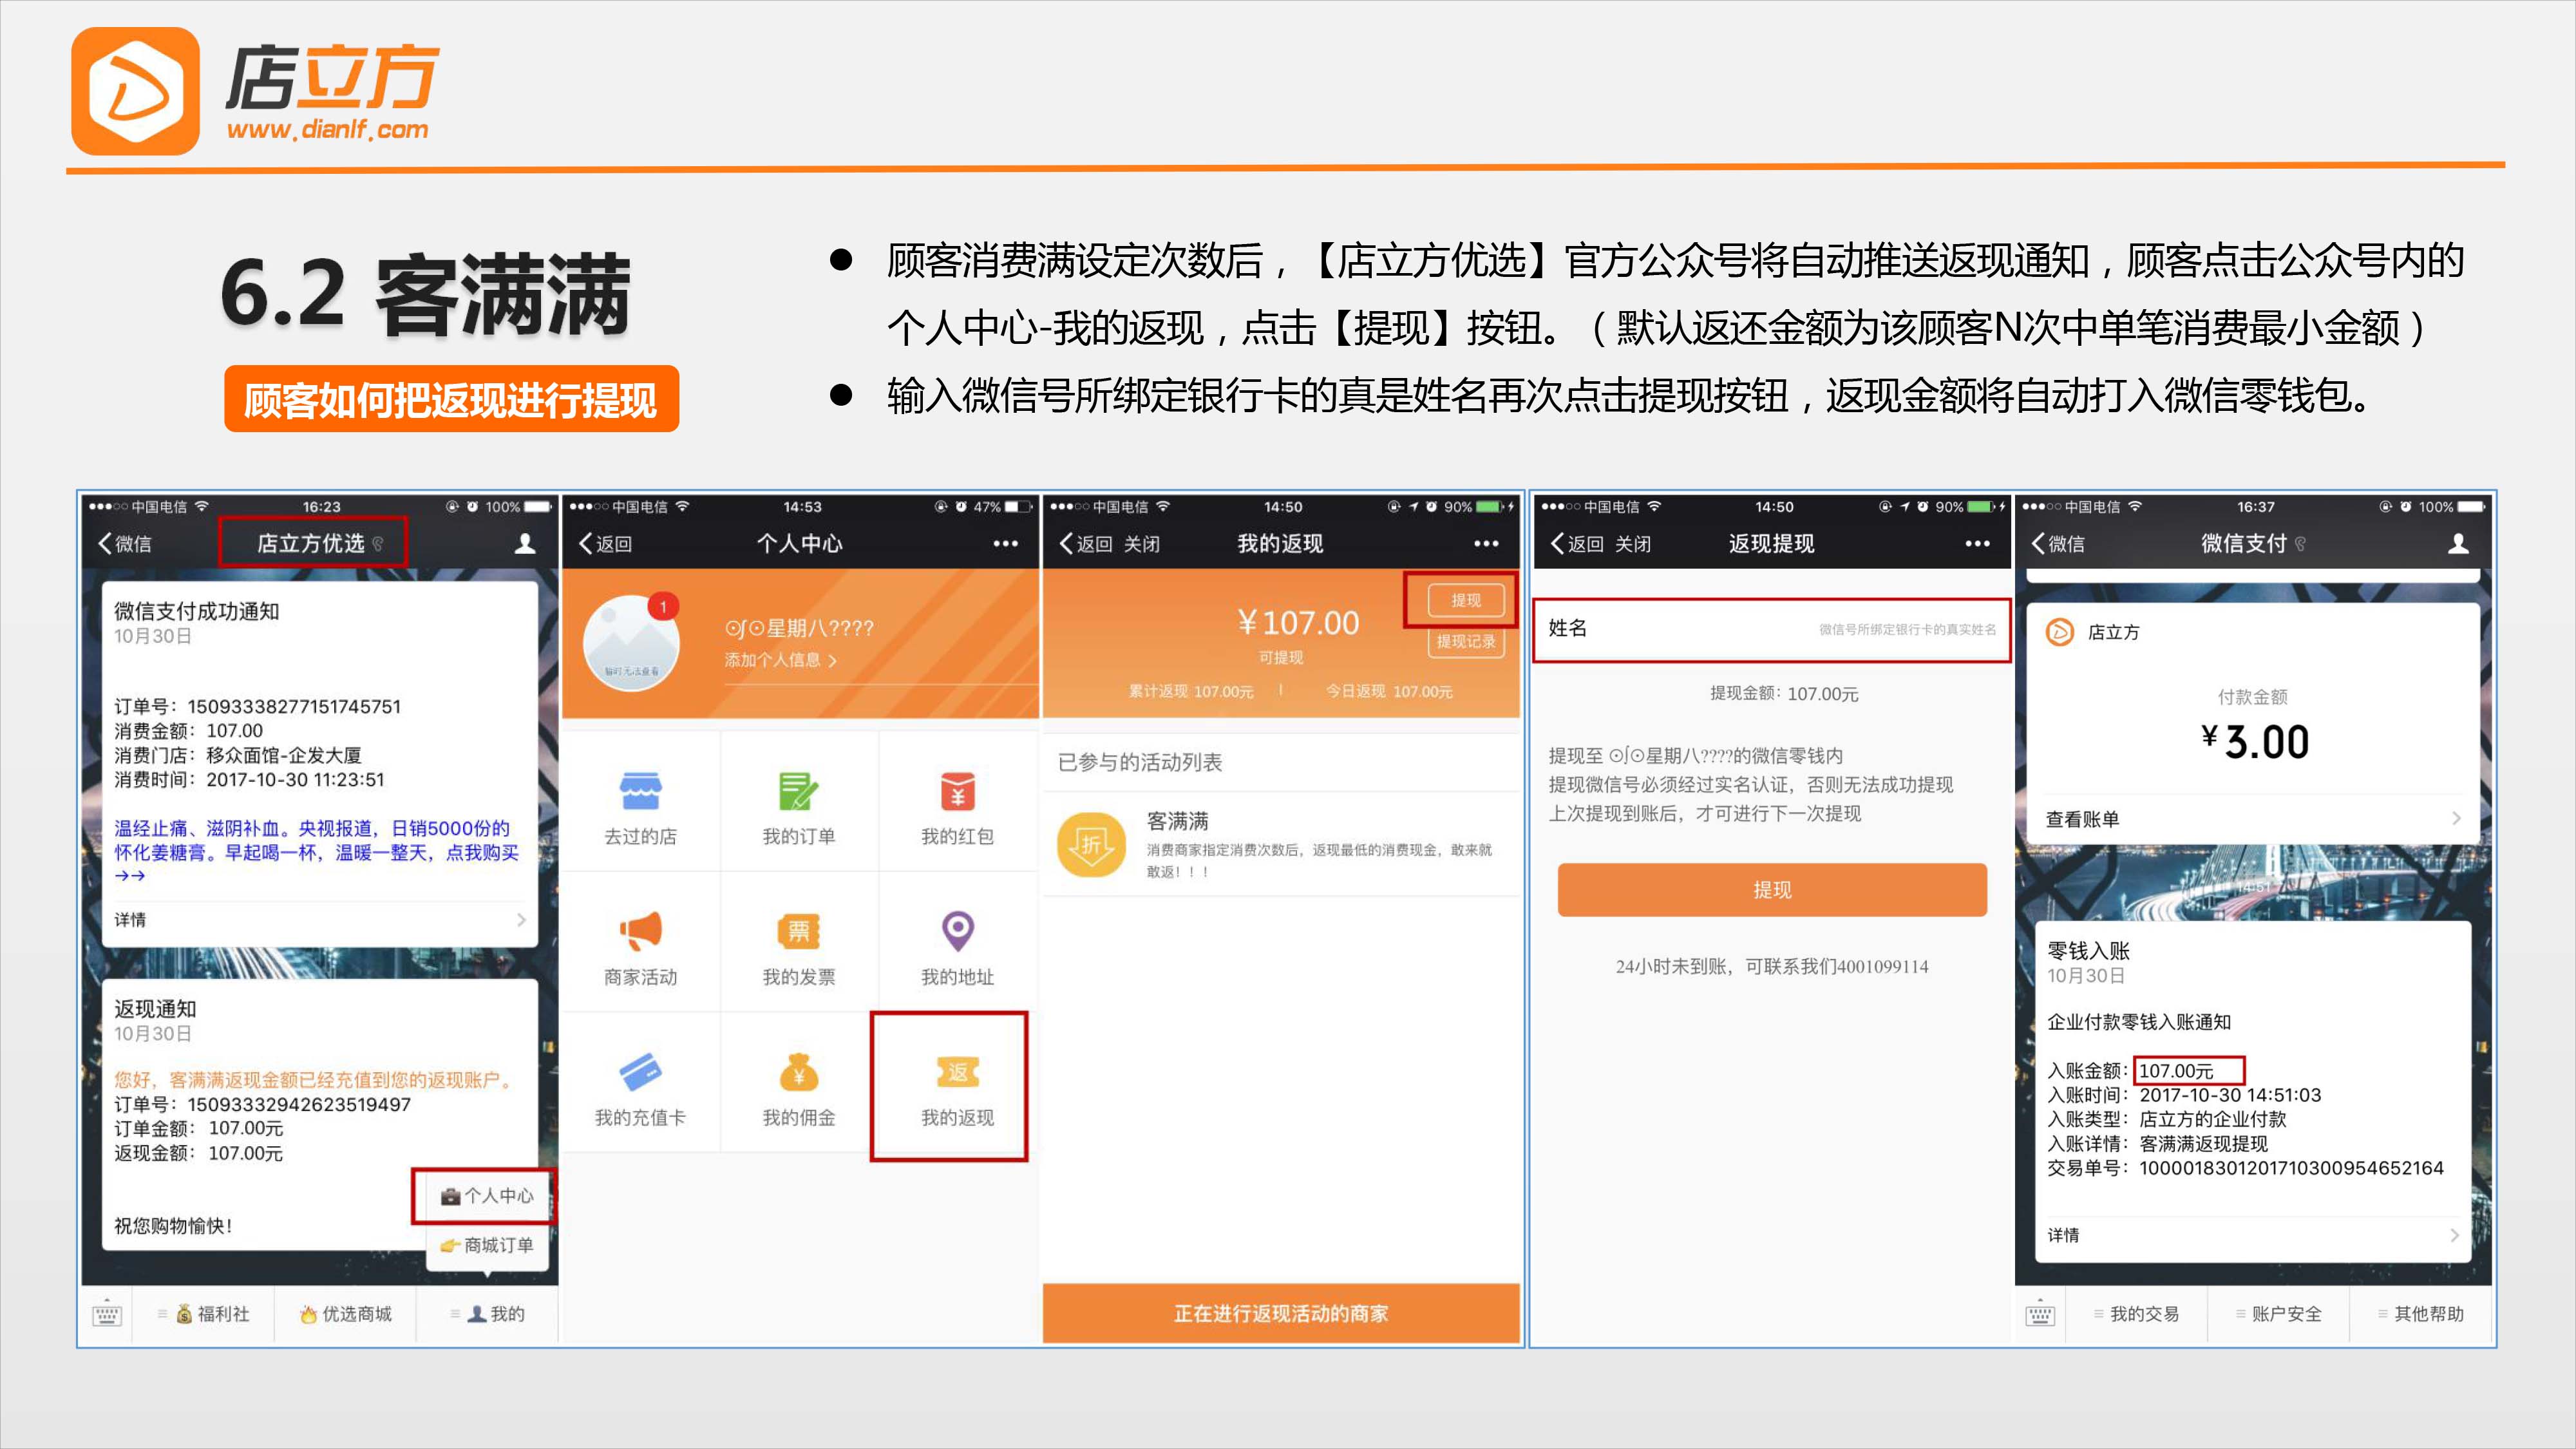 店立方
www.dianlf.com
6.2 客满满
顾客如何把返现进行提现
● 顾客消费满设定次数后，【店立方优选】官方公众号将自动推送返现通知，顾客点击公众号内的
个人中心-我的返现，点击【提现】按钮。（默认返还金额为该顾客N次中单笔消费最小金额）
● 输入微信号所绑定银行卡的真是姓名再次点击提现按钮，返现金额将自动打入微信零钱包。
中国电信 16:23 100%
微信 店立方优选
微信支付成功通知
10月30日
订单号：15093338277151745751
消费金额：107.00
消费门店：移众面馆-企发大厦
消费时间：2017-10-30 11:23:51
温经止痛、滋阴补血。央视报道，日销5000份的
怀化姜糖膏。早起喝一杯，温暖一整天，点我购买
→→
详情
返现通知
10月30日
您好，客满满返现金额已经充值到您的返现账户。
订单号：15093332942623519497
订单金额：107.00元
返现金额：107.00元
祝您购物愉快！
个人中心
商城订单
福利社 优选商城 我的
中国电信 14:53 47%
返回 个人中心 •••
1
暂时无法查看
⊙∫⊙星期八????
添加个人信息 >
去过的店 我的订单 我的红包
商家活动 我的发票 我的地址
我的充值卡 我的佣金 我的返现
票
返
中国电信 14:50 90%
返回 关闭 我的返现 •••
提现
¥107.00
提现记录
可提现
累计返现 107.00元 | 今日返现 107.00元
已参与的活动列表
折
客满满
消费商家指定消费次数后，返现最低的消费现金，敢来就
敢返！！！
正在进行返现活动的商家
中国电信 14:50 90%
返回 关闭 返现提现 •••
姓名 微信号所绑定银行卡的真实姓名
提现金额：107.00元
提现至 ⊙∫⊙星期八????的微信零钱内
提现微信号必须经过实名认证，否则无法成功提现
上次提现到账后，才可进行下一次提现
提现
24小时未到账，可联系我们4001099114
中国电信 16:37 100%
微信 微信支付
店立方
付款金额
¥3.00
查看账单
14:51
零钱入账
10月30日
企业付款零钱入账通知
入账金额：107.00元
入账时间：2017-10-30 14:51:03
入账类型：店立方的企业付款
入账详情：客满满返现提现
交易单号：1000018301201710300954652164
详情
我的交易 账户安全 其他帮助